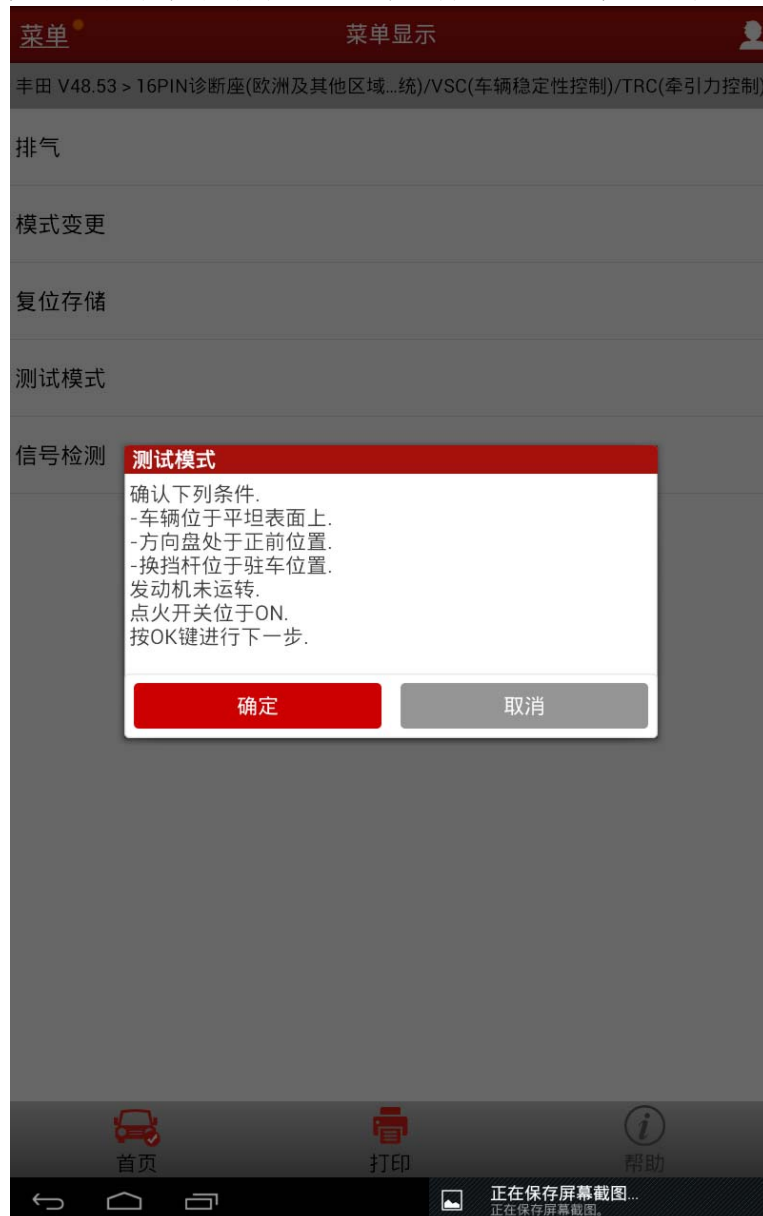 菜单
菜单显示
丰田 V48.53 > 16PIN诊断座(欧洲及其他区域...统)/VSC(车辆稳定性控制)/TRC(牵引力控制)
排气
模式变更
复位存储
测试模式
信号检测
测试模式
确认下列条件.
-车辆位于平坦表面上.
-方向盘处于正前位置.
-换挡杆位于驻车位置.
发动机未运转.
点火开关位于ON.
按OK键进行下一步.
确定
取消
首页
打印
帮助
正在保存屏幕截图...
正在保存屏幕截图。